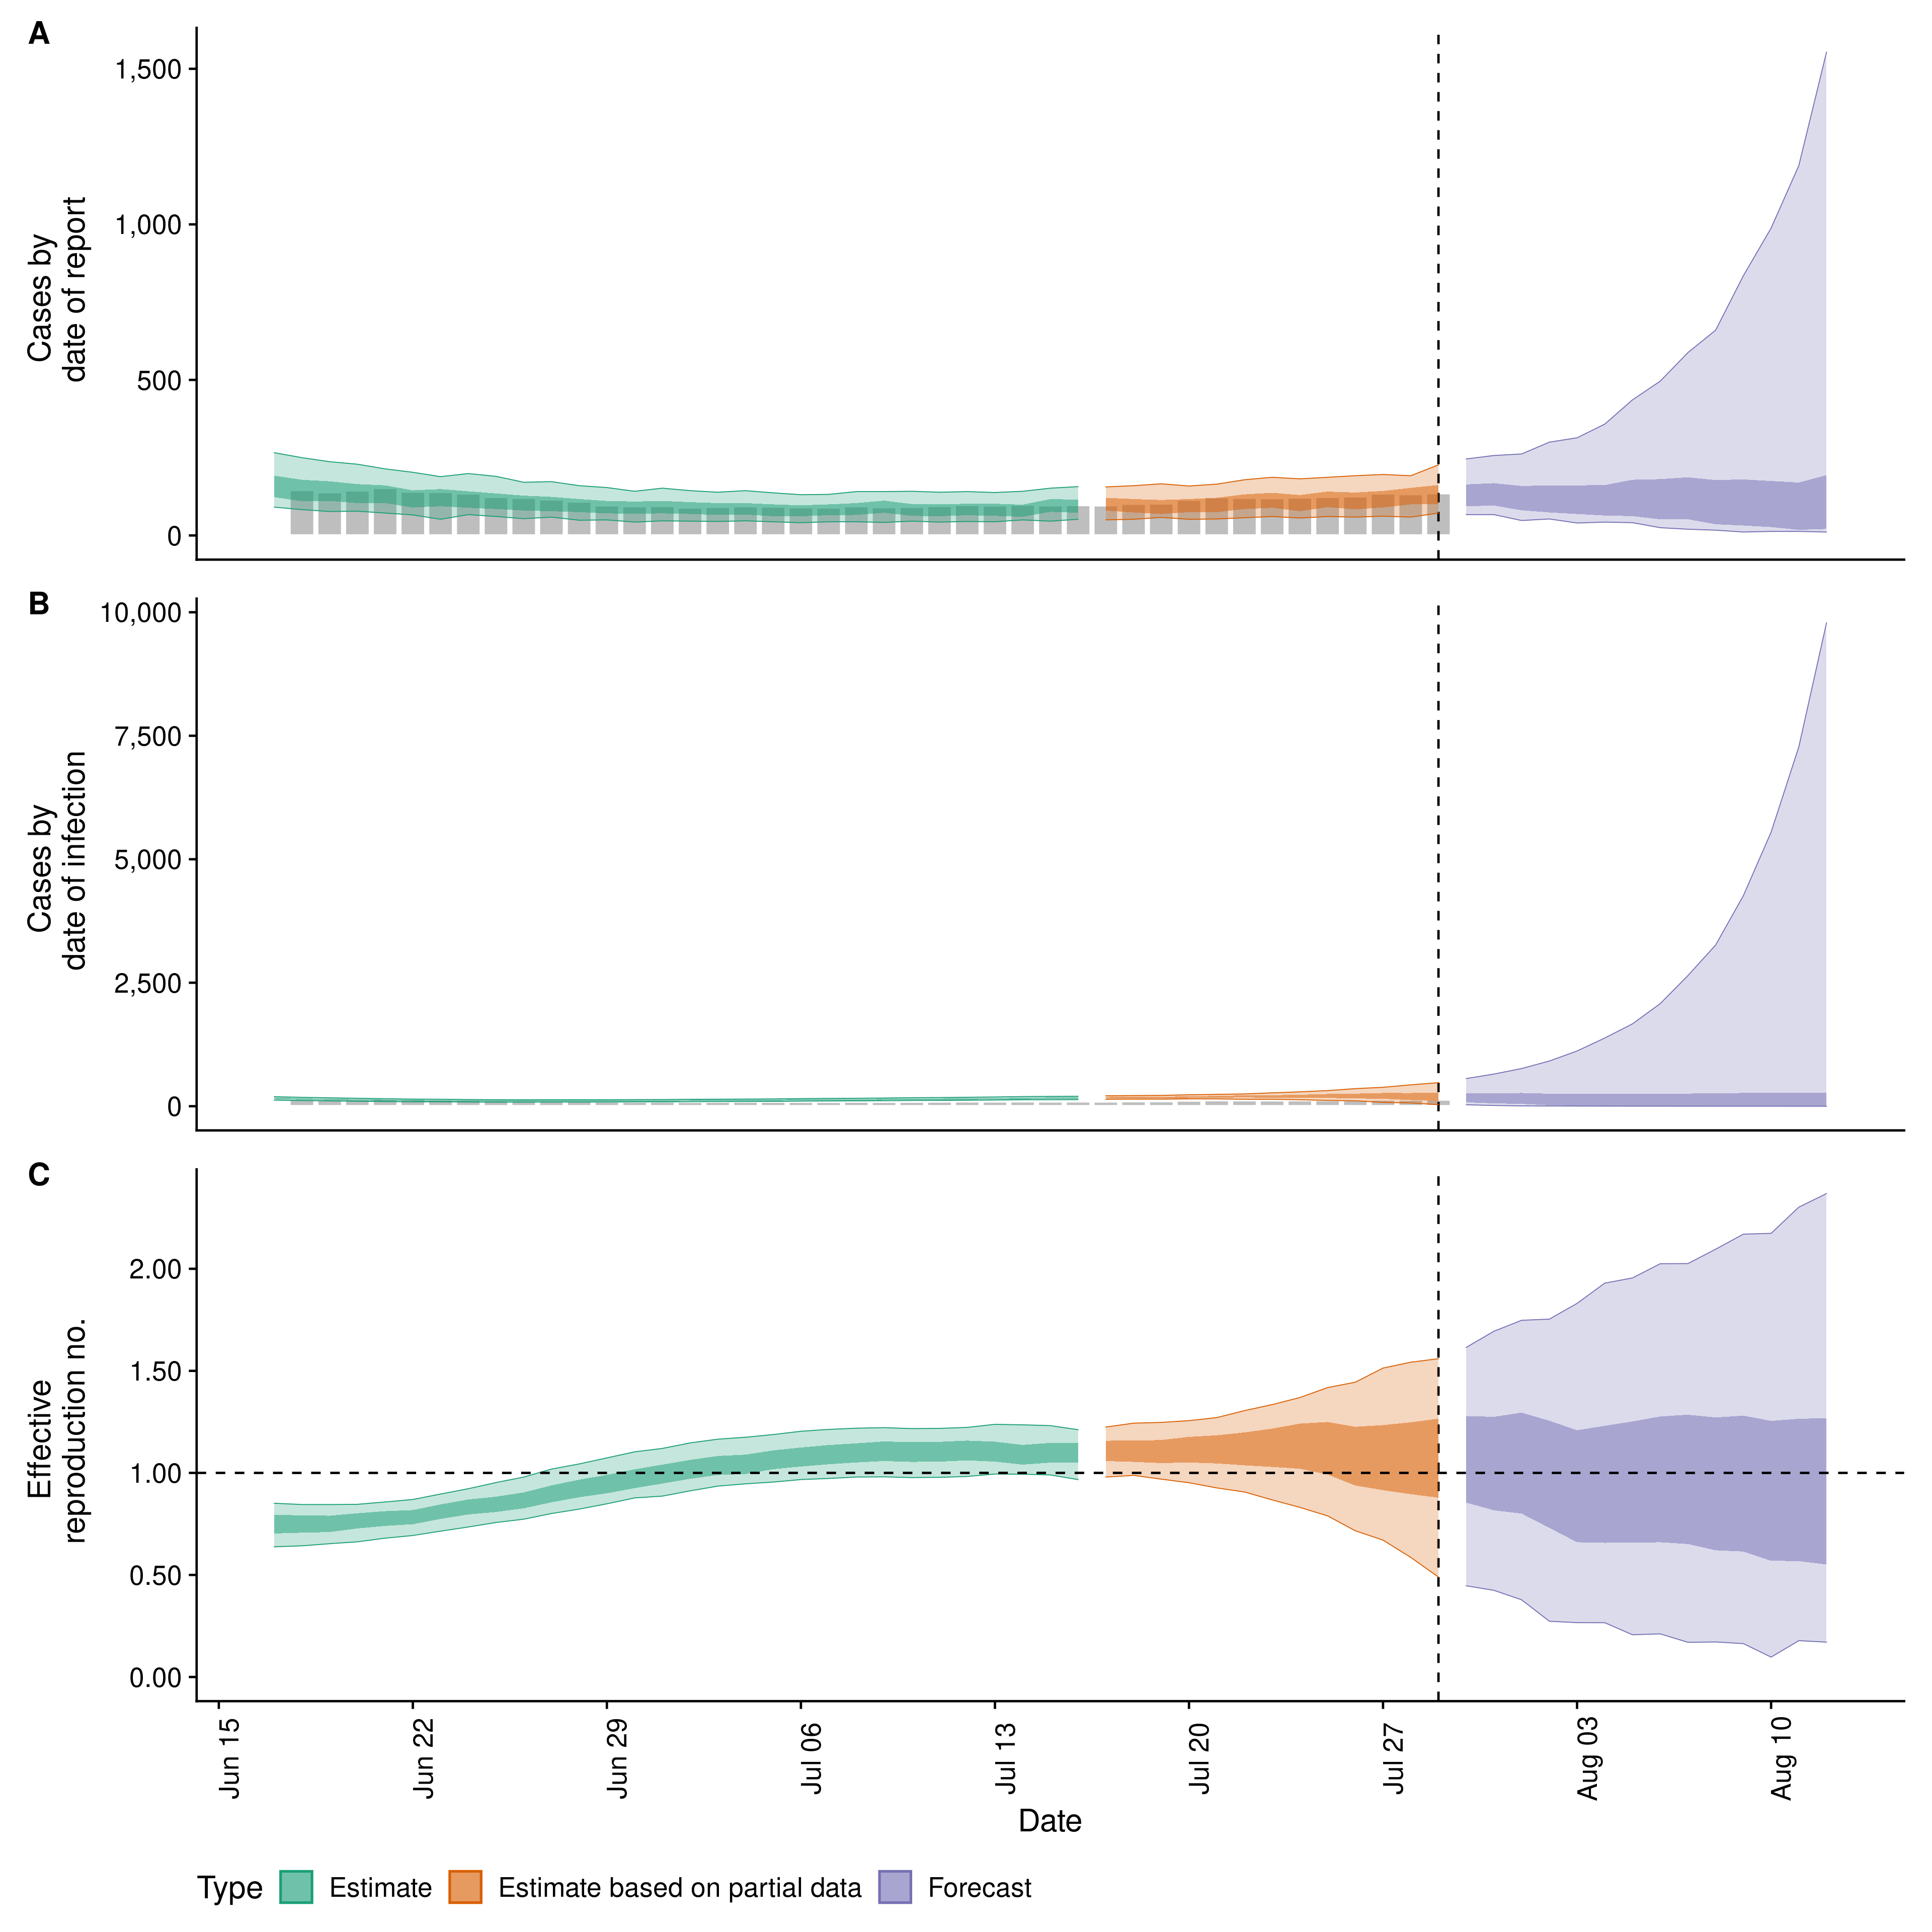 A
1,500
1,000
500
0
Cases by
date of report
B
10,000
7,500
5,000
2,500
0
Cases by
date of infection
C
2.00
1.50
1.00
0.50
0.00
Effective
reproduction no.
Jun 15
Jun 22
Jun 29
Jul 06
Jul 13
Jul 20
Jul 27
Aug 03
Aug 10
Date
Type Estimate Estimate based on partial data Forecast